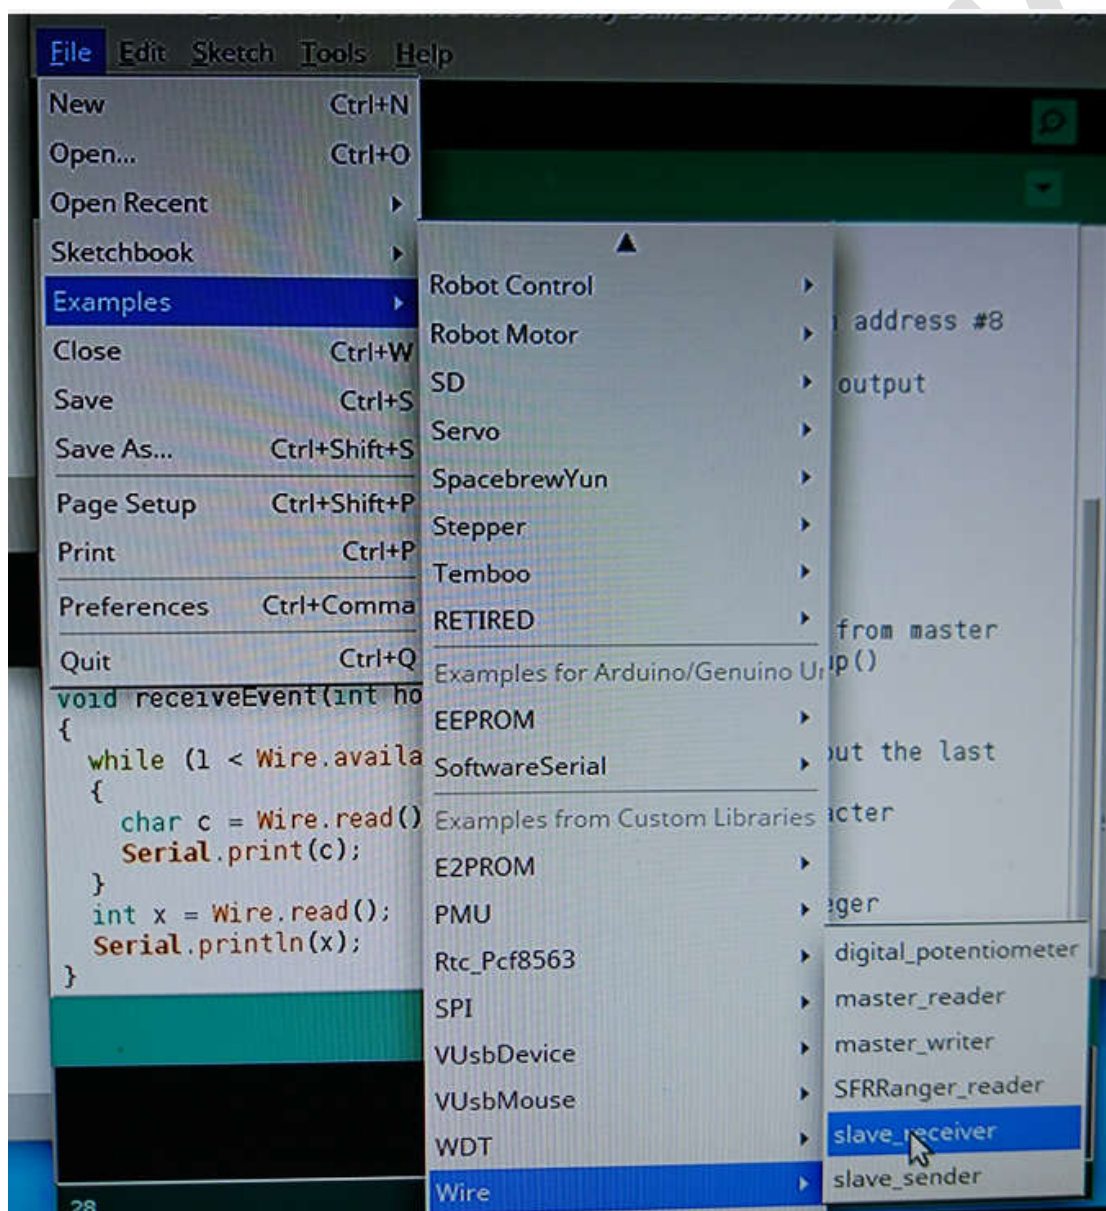 File Edit Sketch Tools Help
New Ctrl+N
Open... Ctrl+O
Open Recent
Sketchbook
Examples
Close Ctrl+W
Save Ctrl+S
Save As... Ctrl+Shift+S
Page Setup Ctrl+Shift+P
Print Ctrl+P
Preferences Ctrl+Comma
Quit Ctrl+Q
Robot Control
Robot Motor
SD
Servo
SpacebrewYun
Stepper
Temboo
RETIRED
Examples for Arduino/Genuino U
EEPROM
SoftwareSerial
Examples from Custom Libraries
E2PROM
PMU
Rtc_Pcf8563
SPI
VUsbDevice
VUsbMouse
WDT
Wire
digital_potentiometer
master_reader
master_writer
SFRRanger_reader
slave_receiver
slave_sender
address #8
output
from master
up()
out the last
acter
eger
void receiveEvent(int ho
{
while (1 < Wire.availa
{
char c = Wire.read()
Serial.print(c);
}
int x = Wire.read();
Serial.println(x);
}
28